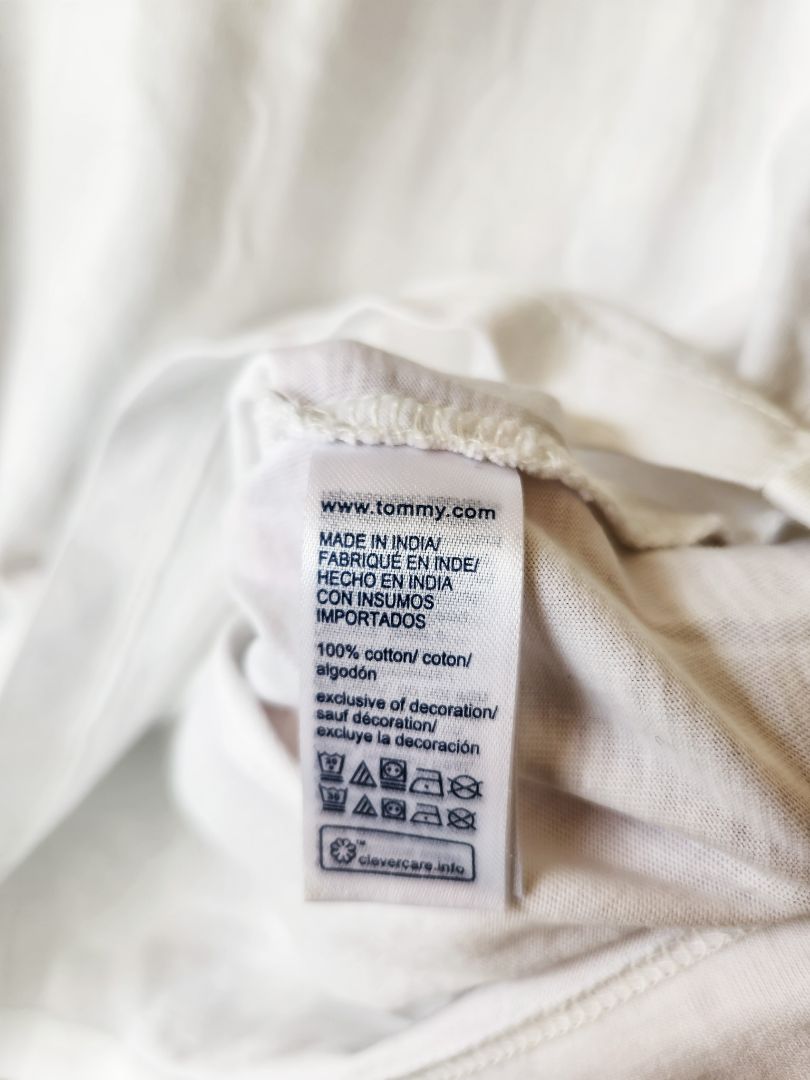 www.tommy.com
MADE IN INDIA/
FABRIQUÉ EN INDE/
HECHO EN INDIA
CON INSUMOS
IMPORTADOS
100% cotton/ coton/
algodón
exclusive of decoration/
sauf décoration/
excluye la decoración
™
clevercare.info